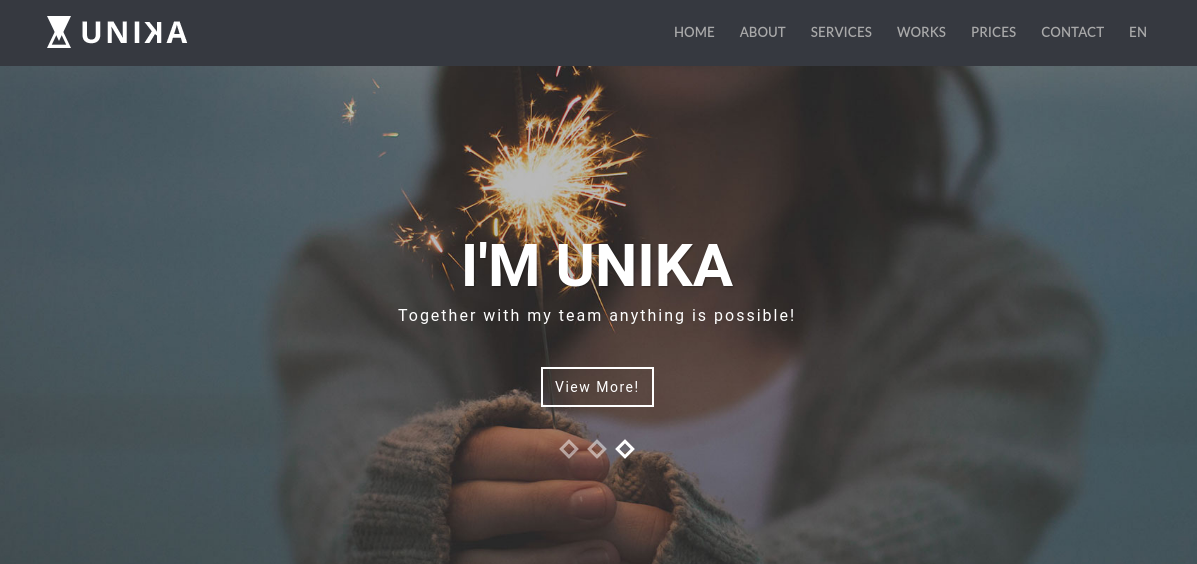 UNIKA
HOME ABOUT SERVICES WORKS PRICES CONTACT EN
I'M UNIKA
Together with my team anything is possible!
View More!